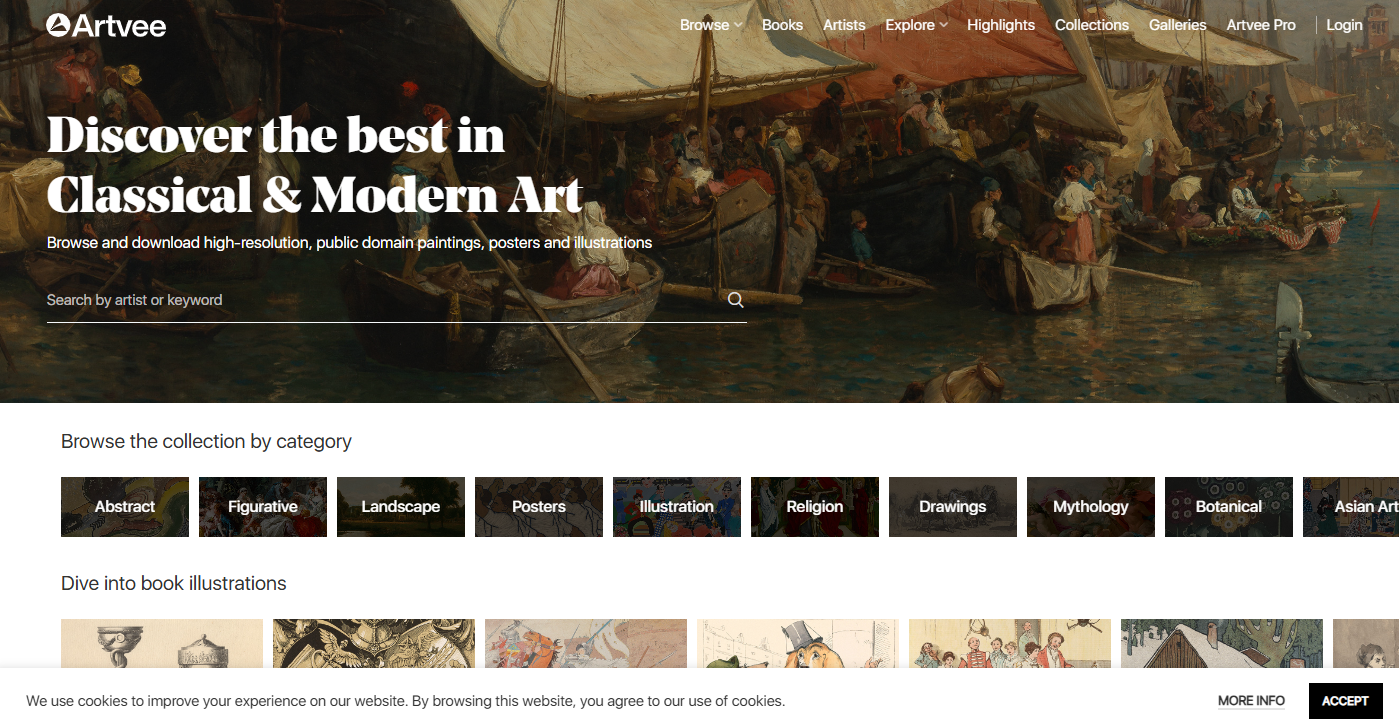 Artvee
Browse Books Artists Explore Highlights Collections Galleries Artvee Pro Login
Discover the best in
Classical & Modern Art
Browse and download high-resolution, public domain paintings, posters and illustrations
Search by artist or keyword
Browse the collection by category
Abstract Figurative Landscape Posters Illustration Religion Drawings Mythology Botanical Asian Art
Dive into book illustrations
We use cookies to improve your experience on our website. By browsing this website, you agree to our use of cookies. MORE INFO ACCEPT